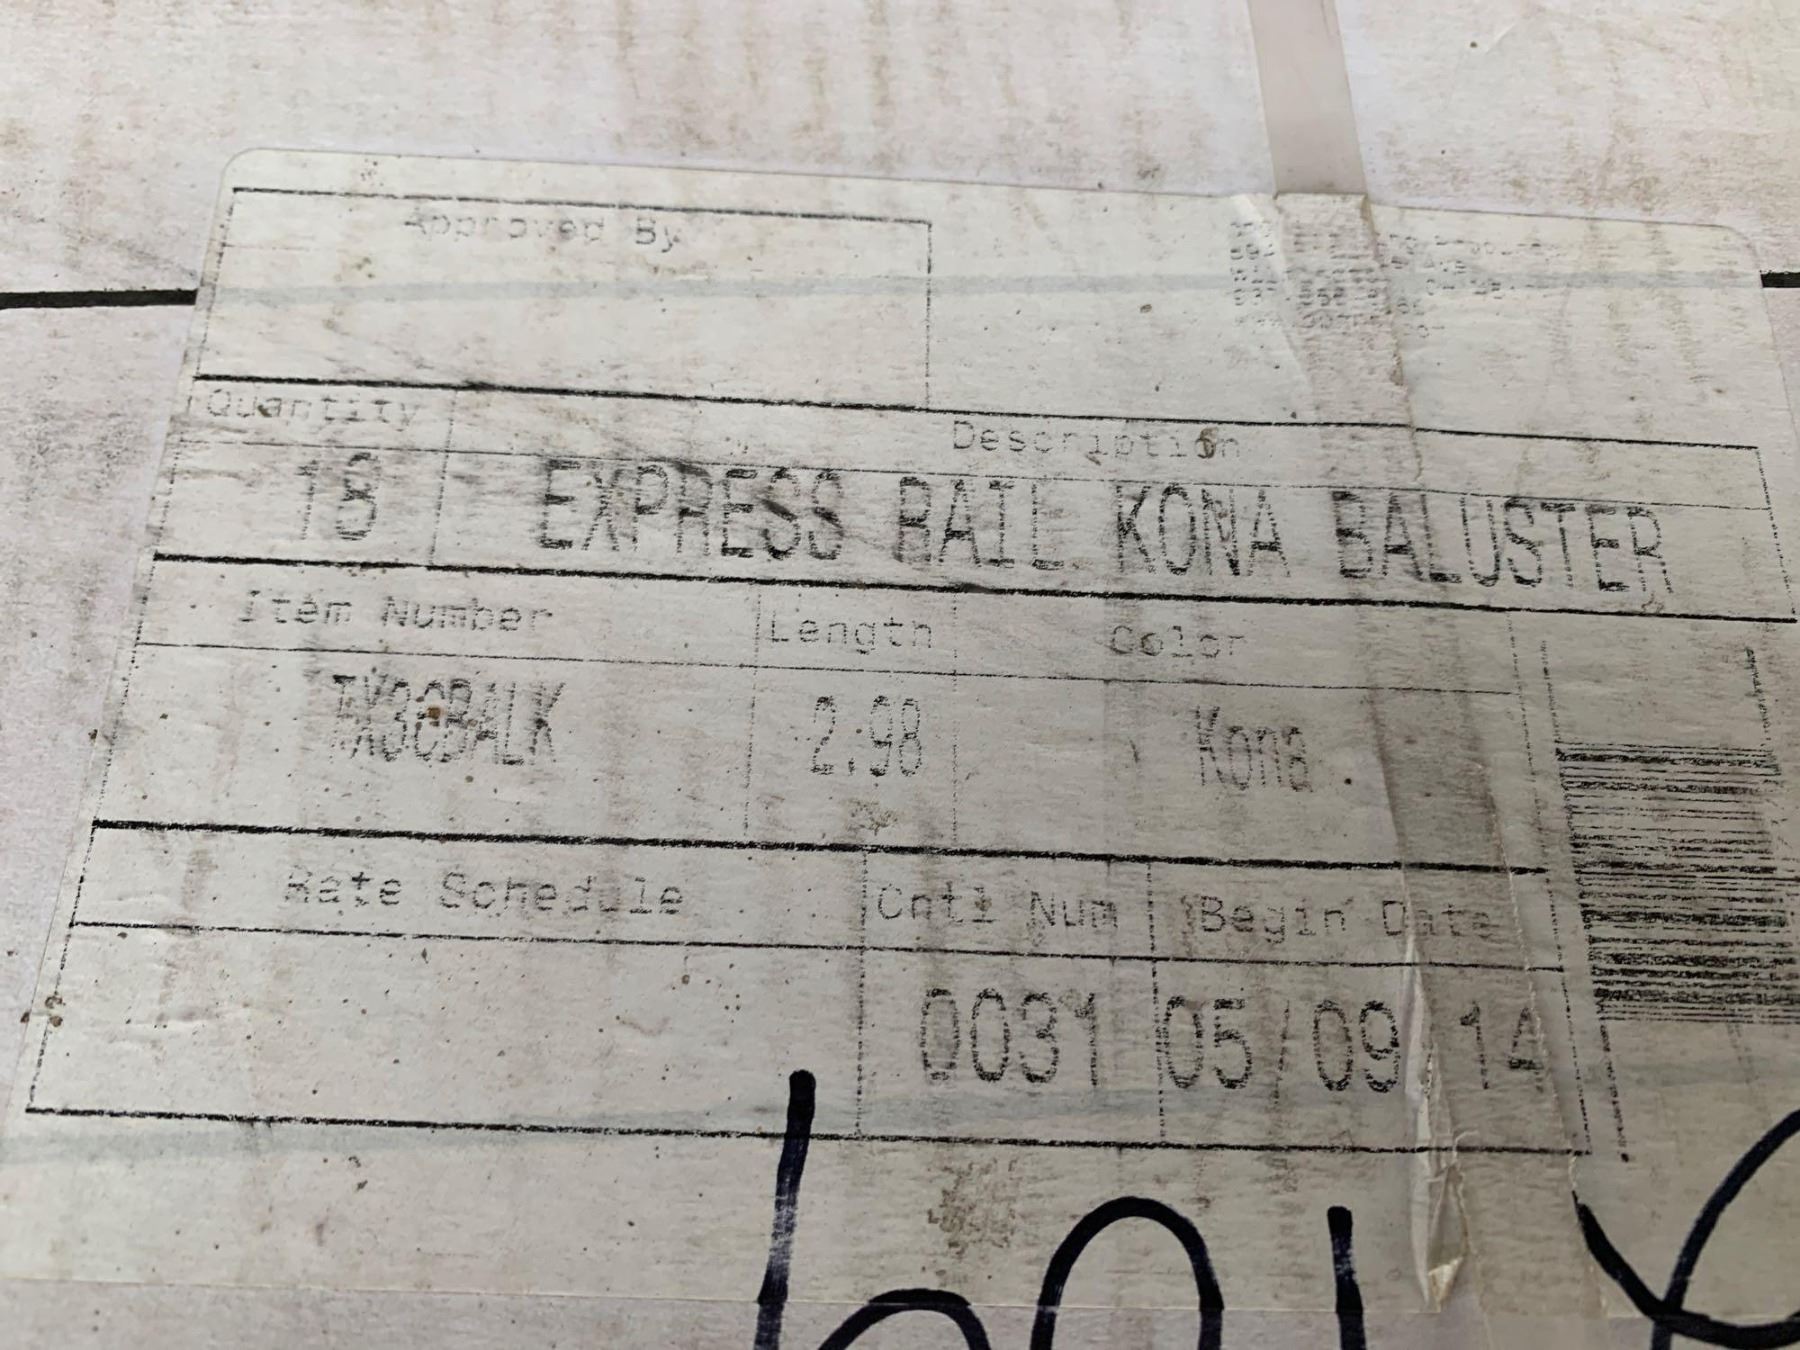 Approved By
Quantity Description
18 EXPRESS RAIL KONA BALUSTER
Item Number Length Color
2.98 Kona
Rate Schedule Cntl Num Begin Date
0031 05/09